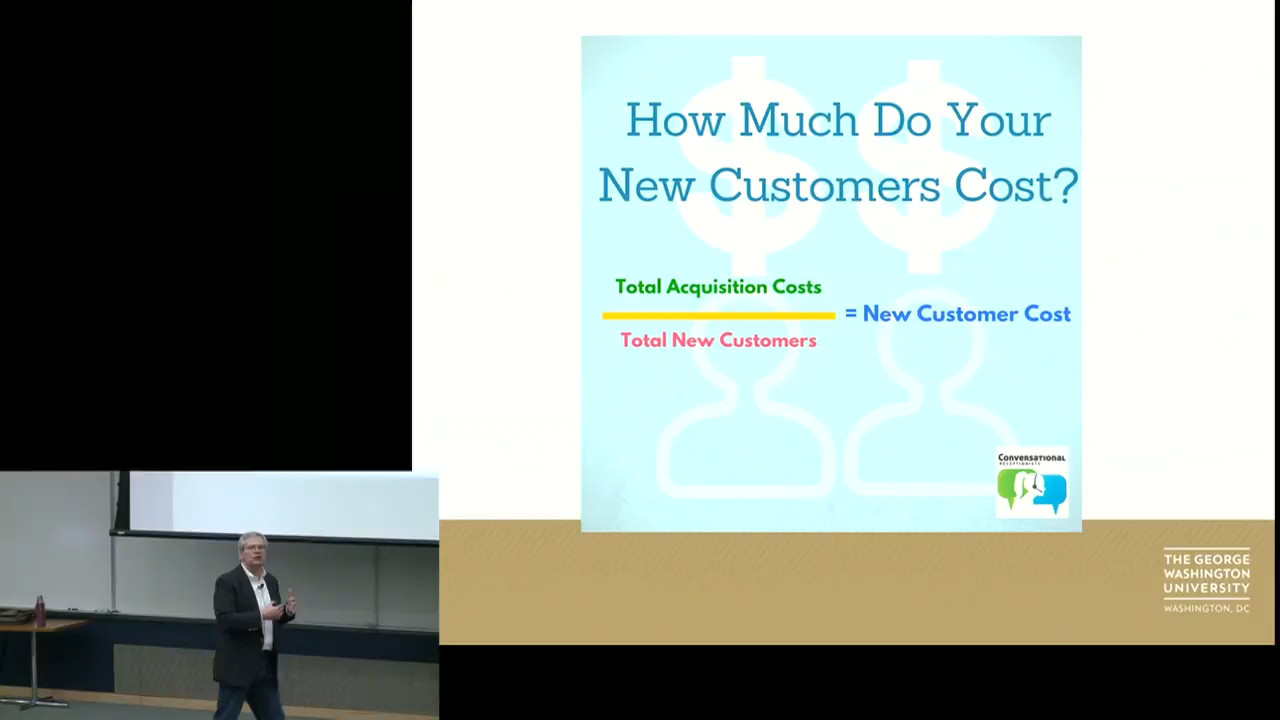 How Much Do Your
New Customers Cost?
Total Acquisition Costs
= New Customer Cost
Total New Customers
CONVERSATIONAL
RECEPTIONISTS
THE GEORGE
WASHINGTON
UNIVERSITY
WASHINGTON, DC